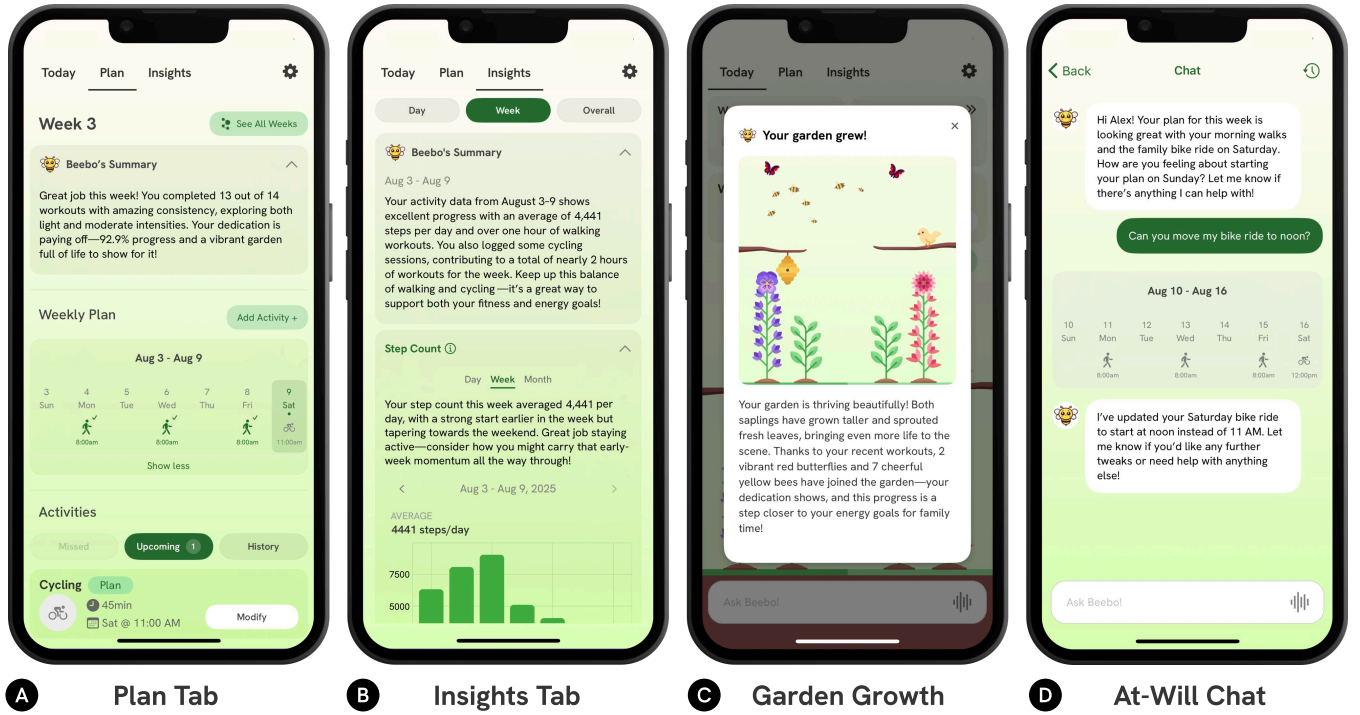 Today Plan Insights
Week 3
See All Weeks
Beebo's Summary
Great job this week! You completed 13 out of 14
workouts with amazing consistency, exploring both
light and moderate intensities. Your dedication is
paying off—92.9% progress and a vibrant garden
full of life to show for it!
Weekly Plan
Add Activity +
Aug 3 - Aug 9
3 4 5 6 7 8 9
Sun Mon Tue Wed Thu Fri Sat
8:00am 8:00am 8:00am 11:00am
Show less
Activities
Missed Upcoming 1 History
Cycling Plan
45min
Sat @ 11:00 AM
Modify
A Plan Tab
Today Plan Insights
Day Week Overall
Beebo's Summary
Aug 3 - Aug 9
Your activity data from August 3-9 shows
excellent progress with an average of 4,441
steps per day and over one hour of walking
workouts. You also logged some cycling
sessions, contributing to a total of nearly 2 hours
of workouts for the week. Keep up this balance
of walking and cycling—it's a great way to
support both your fitness and energy goals!
Step Count
Day Week Month
Your step count this week averaged 4,441 per
day, with a strong start earlier in the week but
tapering towards the weekend. Great job staying
active—consider how you might carry that early-
week momentum all the way through!
Aug 3 - Aug 9, 2025
AVERAGE
4441 steps/day
7500
5000
B Insights Tab
Today Plan Insights
Your garden grew!
Your garden is thriving beautifully! Both
saplings have grown taller and sprouted
fresh leaves, bringing even more life to the
scene. Thanks to your recent workouts, 2
vibrant red butterflies and 7 cheerful
yellow bees have joined the garden—your
dedication shows, and this progress is a
step closer to your energy goals for family
time!
Ask Beebo!
C Garden Growth
Back Chat
Hi Alex! Your plan for this week is
looking great with your morning walks
and the family bike ride on Saturday.
How are you feeling about starting
your plan on Sunday? Let me know if
there's anything I can help with!
Can you move my bike ride to noon?
Aug 10 - Aug 16
10 11 12 13 14 15 16
Sun Mon Tue Wed Thu Fri Sat
8:00am 8:00am 8:00am 12:00pm
I've updated your Saturday bike ride
to start at noon instead of 11 AM. Let
me know if you'd like any further
tweaks or need help with anything
else!
Ask Beebo!
D At-Will Chat